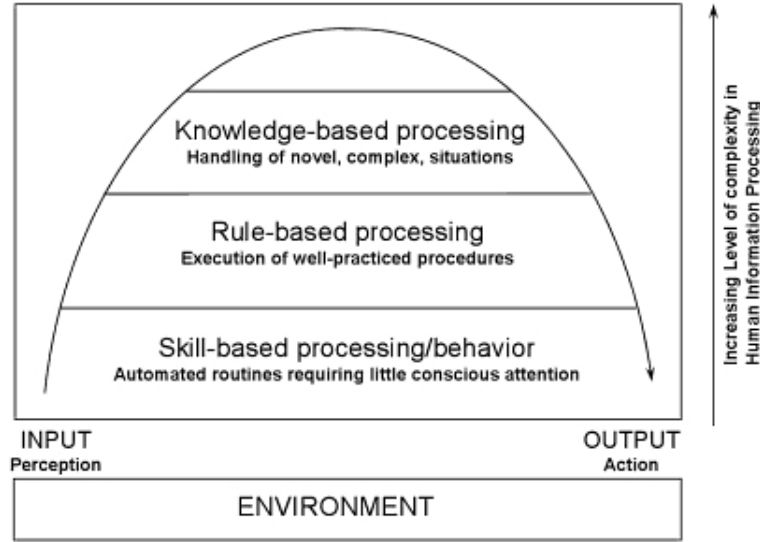 Knowledge-based processing
Handling of novel, complex, situations
Rule-based processing
Execution of well-practiced procedures
Skill-based processing/behavior
Automated routines requiring little conscious attention
INPUT
Perception
OUTPUT
Action
ENVIRONMENT
Increasing Level of complexity in
Human Information Processing